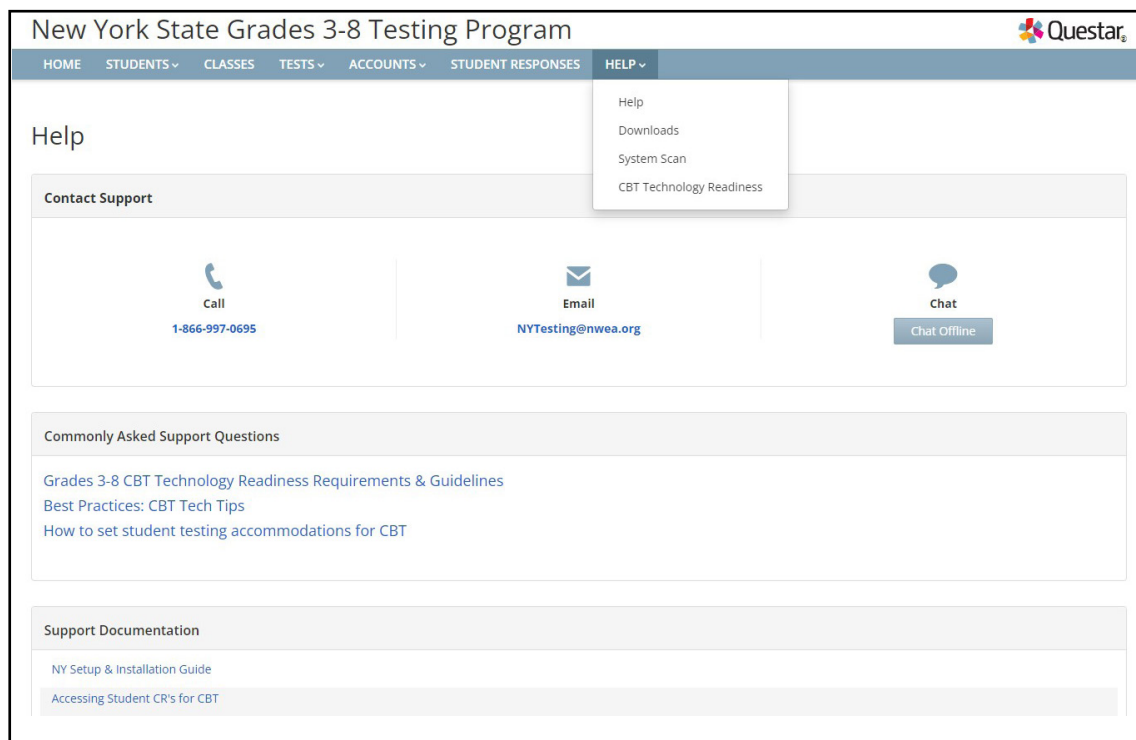 New York State Grades 3-8 Testing Program
Questar®
HOME STUDENTS CLASSES TESTS ACCOUNTS STUDENT RESPONSES HELP
Help
Downloads
System Scan
CBT Technology Readiness
Help
Contact Support
Call
1-866-997-0695
Email
NYTesting@nwea.org
Chat
Chat Offline
Commonly Asked Support Questions
Grades 3-8 CBT Technology Readiness Requirements & Guidelines
Best Practices: CBT Tech Tips
How to set student testing accommodations for CBT
Support Documentation
NY Setup & Installation Guide
Accessing Student CR's for CBT